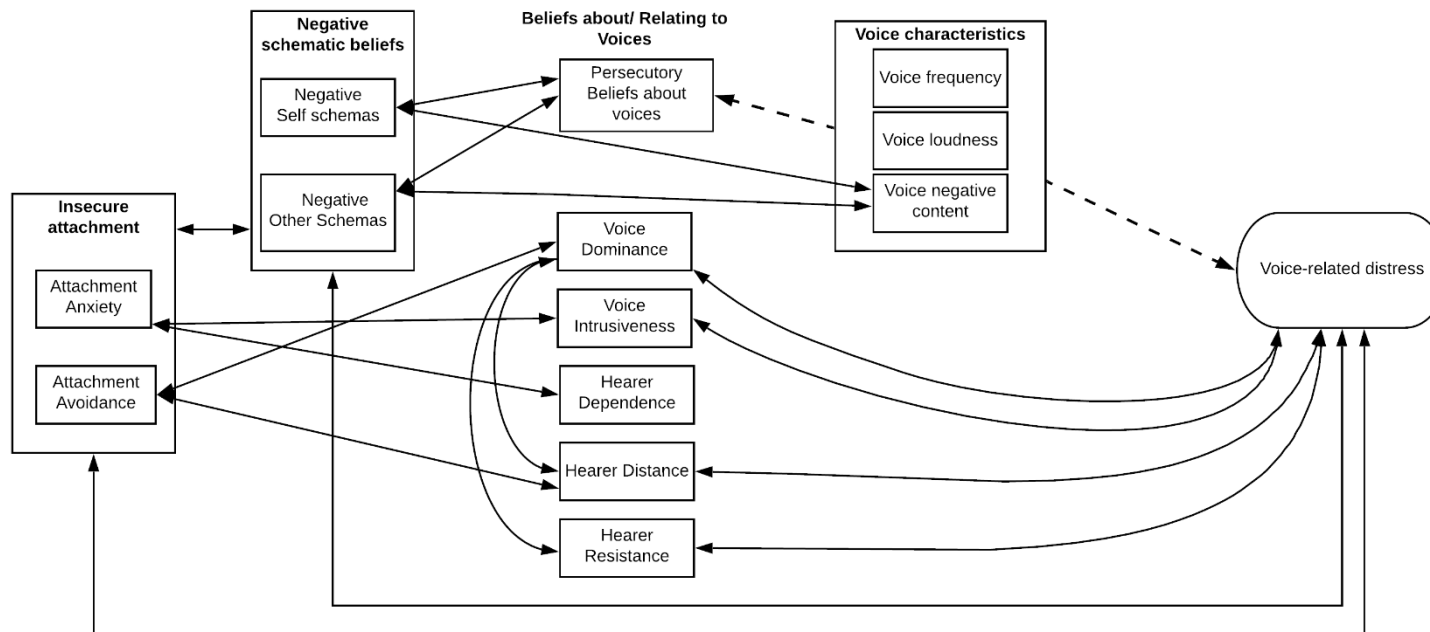 Negative
schematic beliefs
Negative
Self schemas
Negative
Other Schemas
Insecure
attachment
Attachment
Anxiety
Attachment
Avoidance
Beliefs about/ Relating to
Voices
Persecutory
Beliefs about
voices
Voice
Dominance
Voice
Intrusiveness
Hearer
Dependence
Hearer Distance
Hearer
Resistance
Voice characteristics
Voice frequency
Voice loudness
Voice negative
content
Voice-related distress